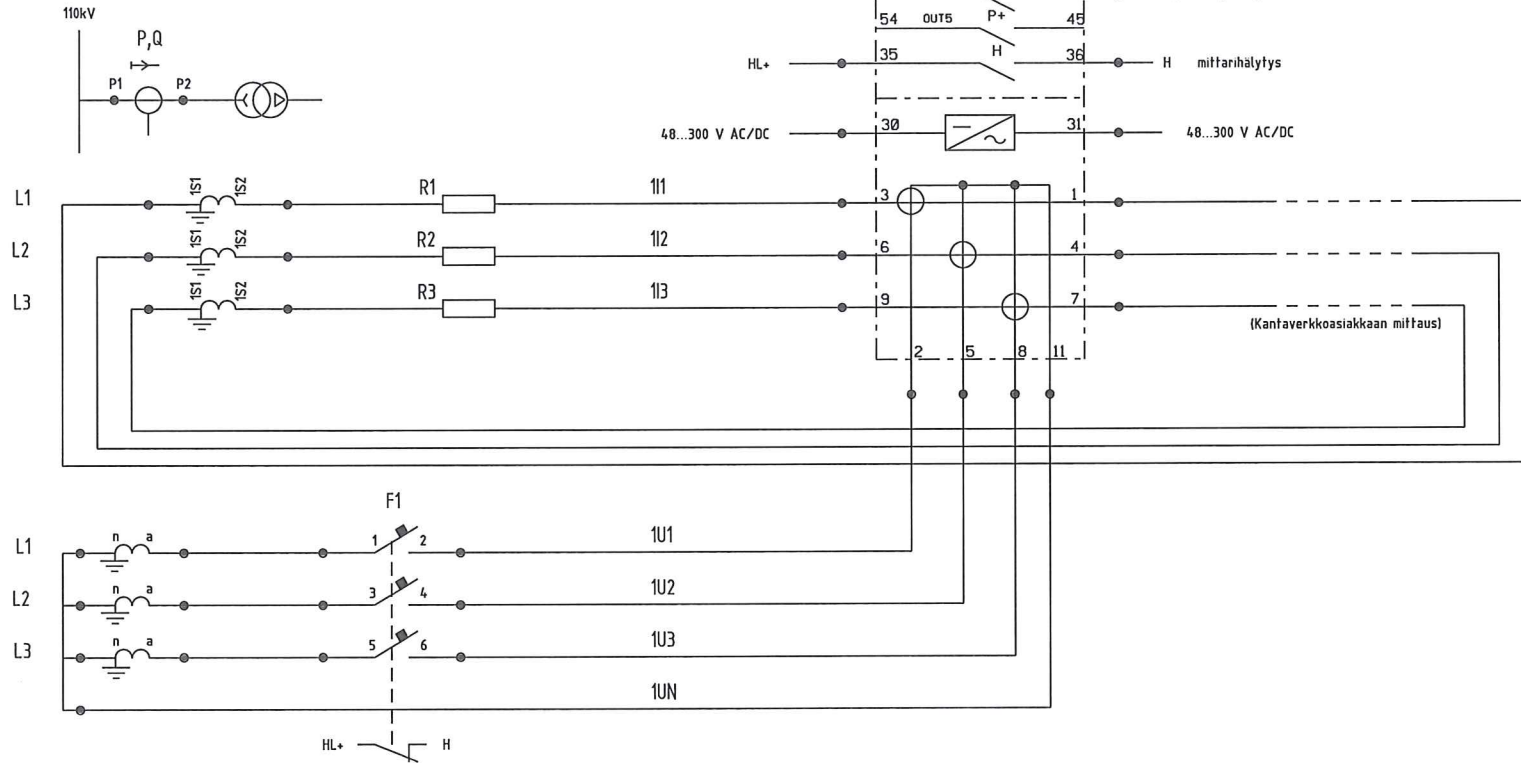 110kV
P,Q
P1 P2
54 OUT5 P+ 45
HL+ 35 H 36 H mittarihälytys
48...300 V AC/DC 30 31 48...300 V AC/DC
L1 1S1 1S2 R1 1I1 3 1
L2 1S1 1S2 R2 1I2 6 4
L3 1S1 1S2 R3 1I3 9 7
(Kantaverkkoasiakkaan mittaus)
2 5 8 11
F1
L1 n a 1 2 1U1
L2 n a 3 4 1U2
L3 n a 5 6 1U3
1UN
HL+ H